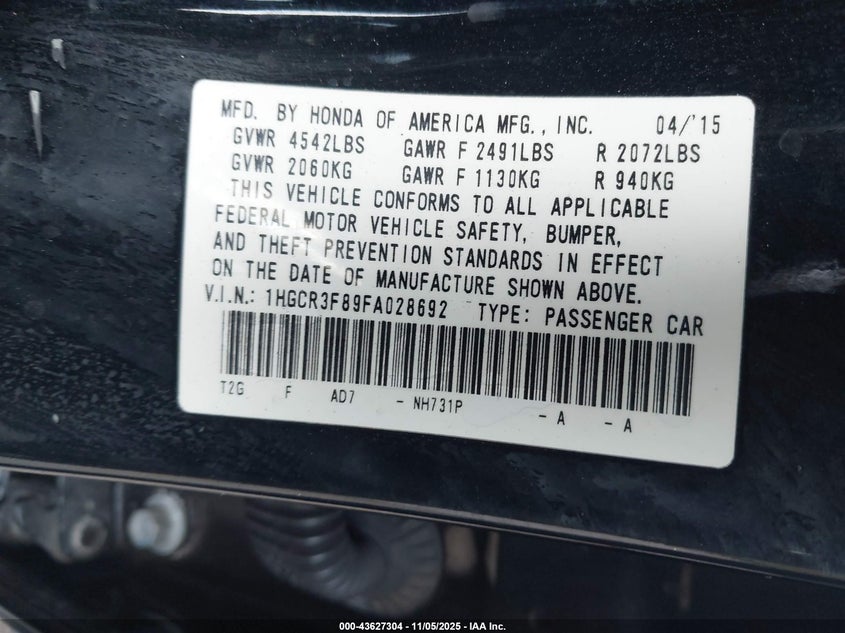 MFD. BY HONDA OF AMERICA MFG., INC. 04/'15
GVWR 4542LBS GAWR F 2491LBS R 2072LBS
GVWR 2060KG GAWR F 1130KG R 940KG
THIS VEHICLE CONFORMS TO ALL APPLICABLE
FEDERAL MOTOR VEHICLE SAFETY, BUMPER,
AND THEFT PREVENTION STANDARDS IN EFFECT
ON THE DATE OF MANUFACTURE SHOWN ABOVE.
V.I.N.: 1HGCR3F89FA028692 TYPE: PASSENGER CAR
T2G F AD7 - NH731P - A - A
000-43627304 - 11/05/2025 - IAA Inc.